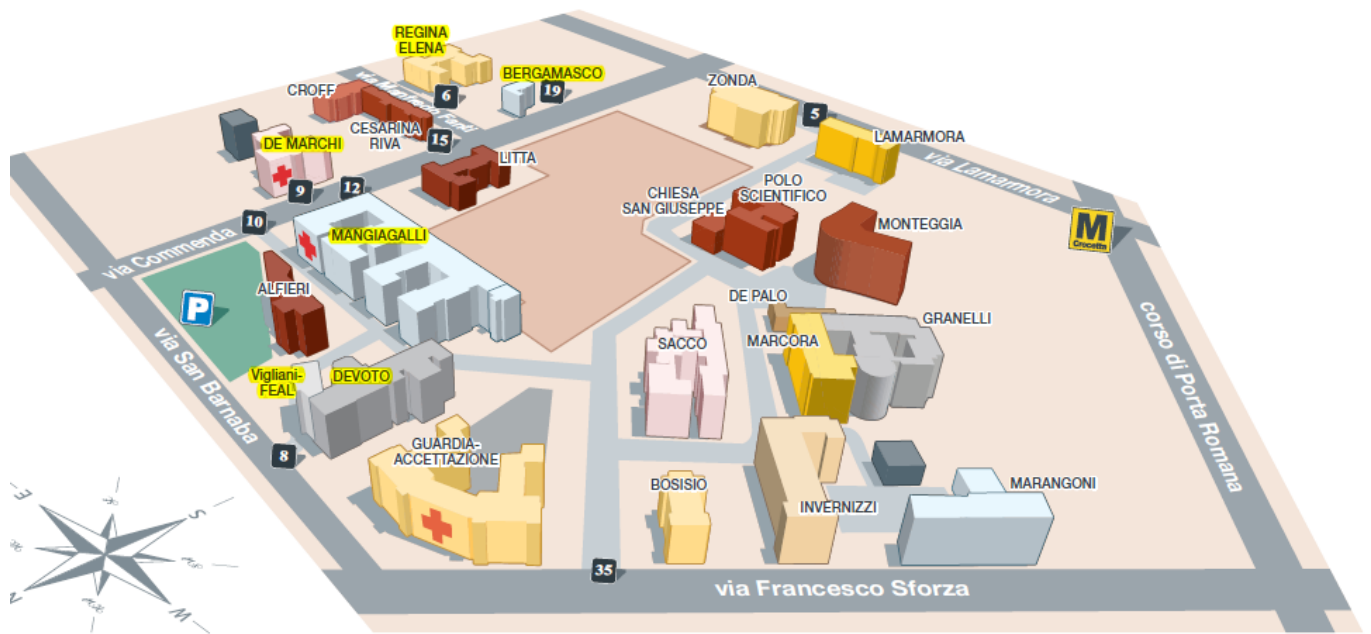 REGINA
ELENA
BERGAMASCO
19
6
via Manfredo Fanti
CROFF
CESARINA
RIVA
15
ZONDA
5
LAMARMORA
via Lamarmora
DE MARCHI
9
12
LITTA
10
via Commenda
MANGIAGALLI
CHIESA
SAN GIUSEPPE
POLO
SCIENTIFICO
MONTEGGIA
M
Crocetta
P
ALFIERI
via San Barnaba
Vigliani-
FEAL
DEVOTO
8
SACCO
DE PALO
MARCORA
GRANELLI
corso di Porta Romana
GUARDIA-
ACCETTAZIONE
BOSISIO
INVERNIZZI
MARANGONI
35
via Francesco Sforza
E
S
N
W